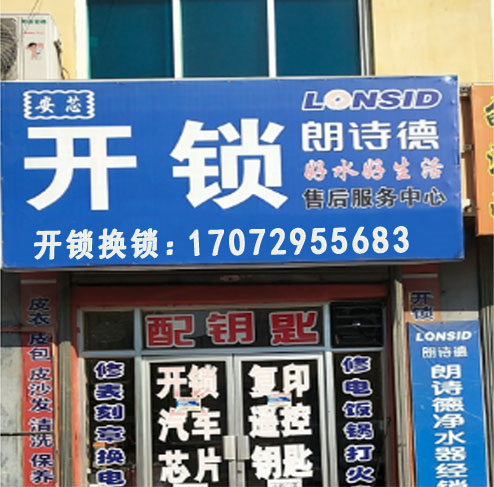 安芯
开锁
LONSID
朗诗德
好水好生活
售后服务中心
开锁换锁：17072955683
配钥匙
皮衣皮包皮沙发清洗保养
修表刻章换电
开锁
汽车
芯片
复印
遥控
钥匙
修电饭锅打火
开锁
LONSID
朗诗德
朗诗德净水器经销